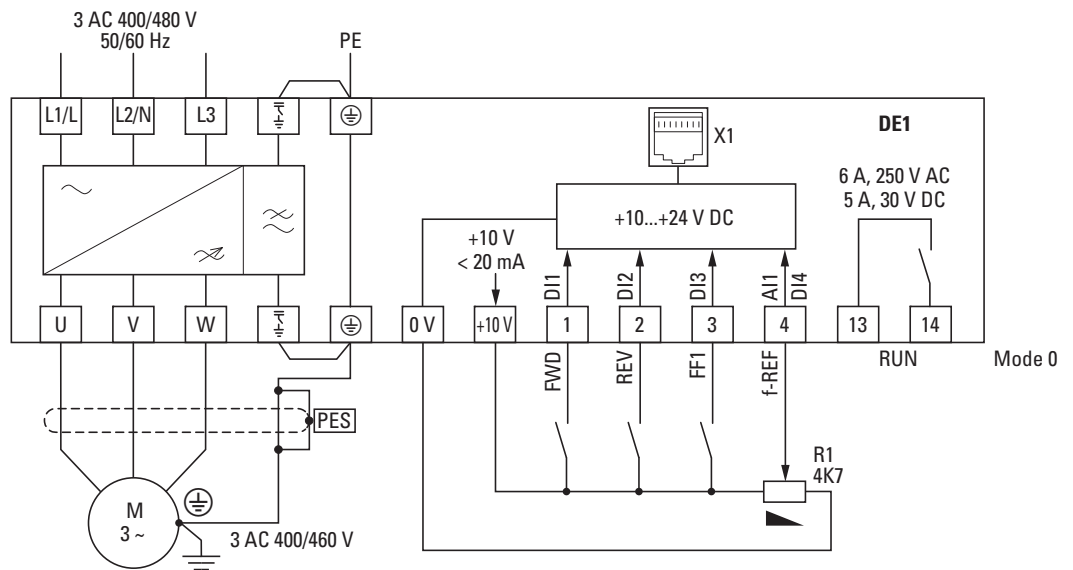 3 AC 400/480 V
50/60 Hz
PE
L1/L
L2/N
L3
DE1
X1
6 A, 250 V AC
5 A, 30 V DC
+10...+24 V DC
+10 V
< 20 mA
DI1
DI2
DI3
AI1
DI4
U
V
W
0 V
+10 V
1
2
3
4
13
14
FWD
REV
FF1
f-REF
RUN
Mode 0
PES
R1
4K7
M
3 ~
3 AC 400/460 V